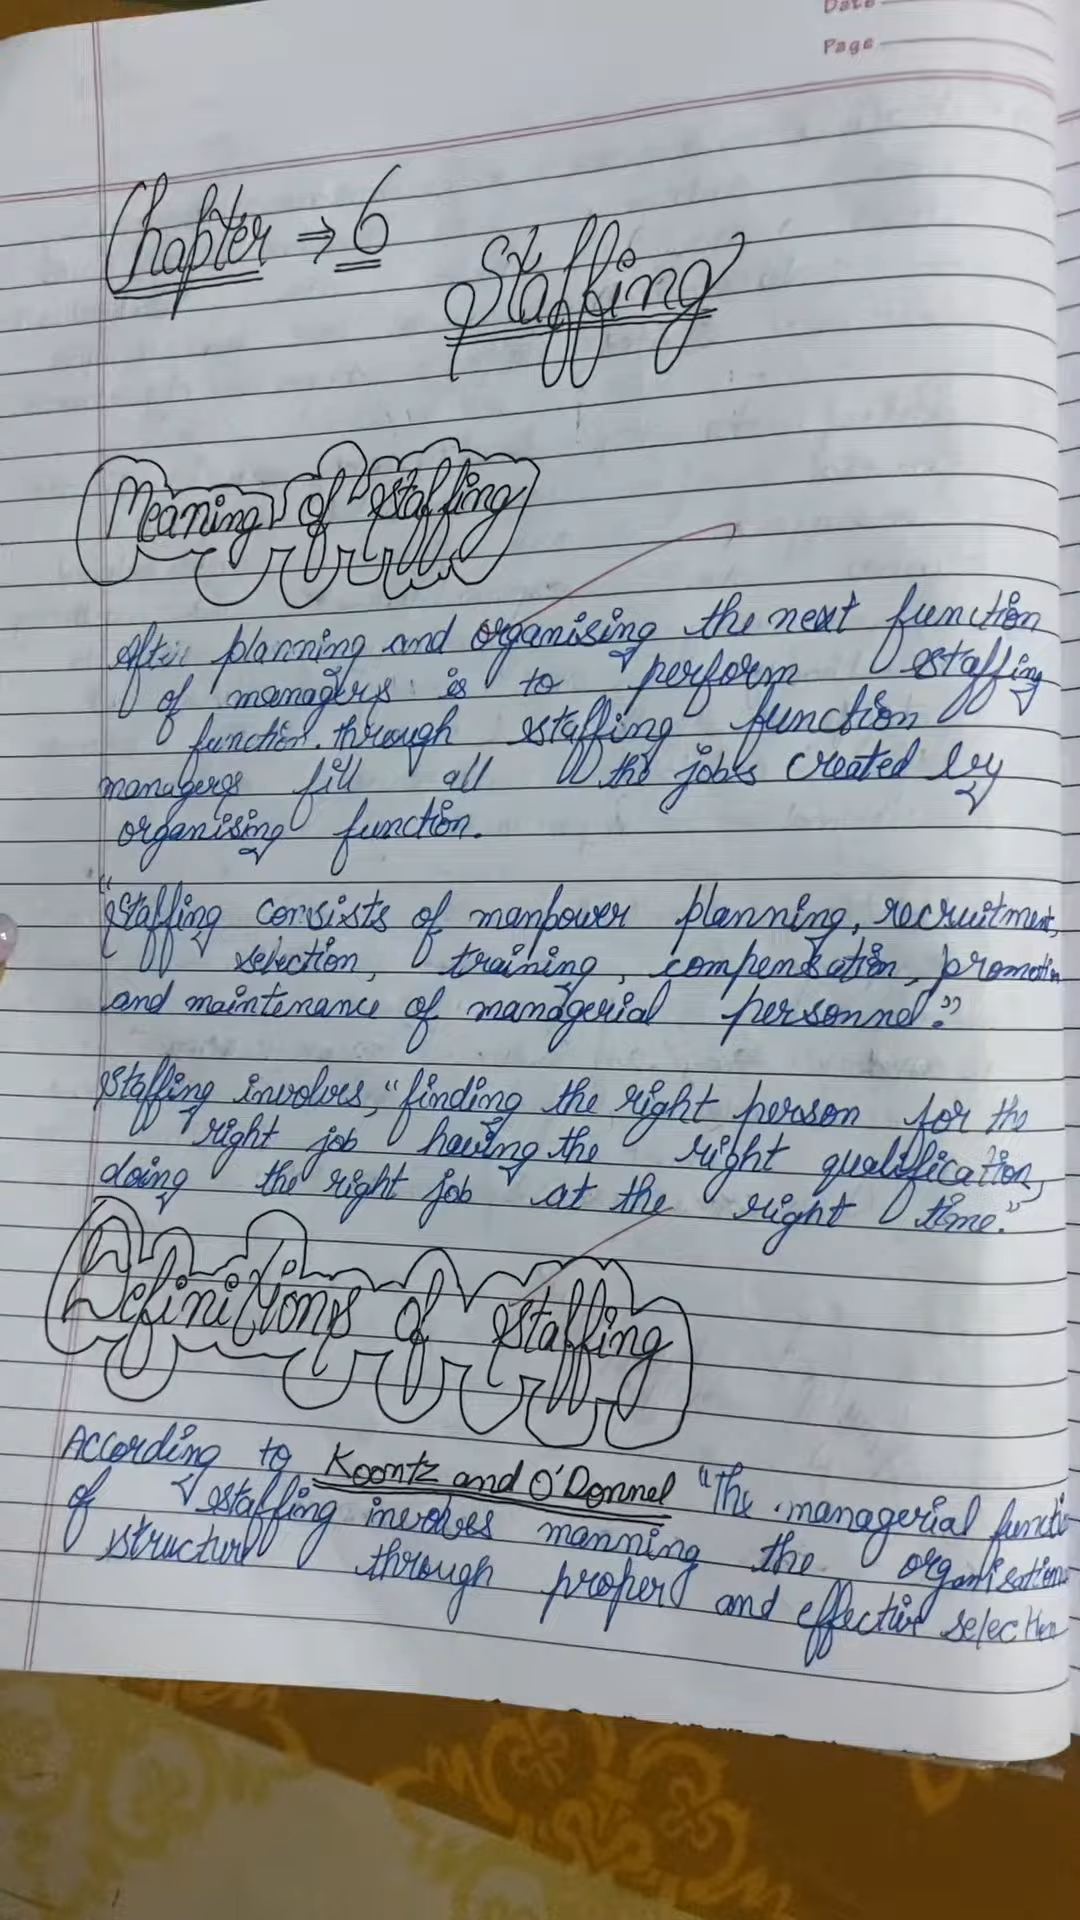 Date
Page
Chapter ⇒ 6
Staffing
Meaning of Staffing
After planning and organising the next function
of managers is to perform staffing
function. through staffing function
managers fill all the jobs created by
organising function.
"Staffing consists of manpower planning, recruitment,
selection, training, compensation, promotion
and maintenance of managerial personnel."
Staffing involves, "finding the right person for the
right job having the right qualification,
doing the right job at the right time."
Definitions of Staffing
According to Koontz and O'Donnel "The managerial functi
of staffing involves manning the organisation
structure through proper and effective selection